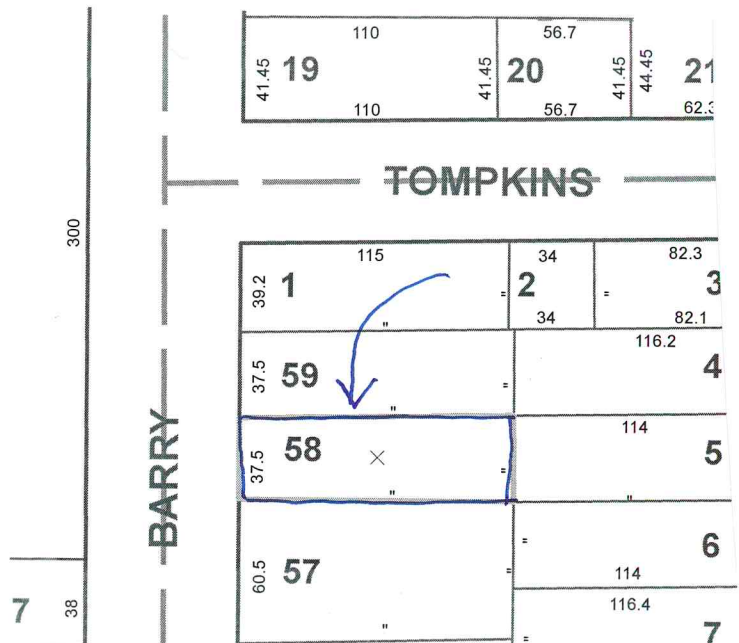 110 56.7
41.45 19 41.45 20 41.45 44.45 21
110 56.7 62.3
TOMPKINS
300
115 34 82.3
39.2 1 = 2 = 3
" 34 82.1
116.2
37.5 59 = 4
"
114
37.5 58 = 5
" "
BARRY
60.5 57 = = 6
114
7 38 116.4
" = 7